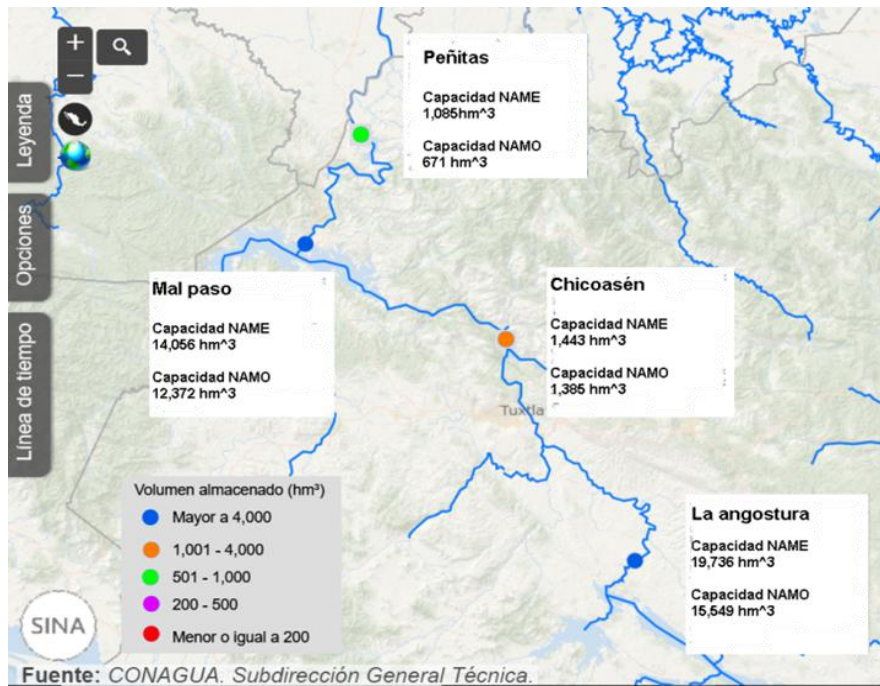 +
−
Leyenda
Opciones
Línea de tiempo
Peñitas
Capacidad NAME
1,085hm^3
Capacidad NAMO
671 hm^3
Mal paso
Capacidad NAME
14,056 hm^3
Capacidad NAMO
12,372 hm^3
Chicoasén
Capacidad NAME
1,443 hm^3
Capacidad NAMO
1,385 hm^3
Tuxtla
La angostura
Capacidad NAME
19,736 hm^3
Capacidad NAMO
15,549 hm^3
Volumen almacenado (hm³)
Mayor a 4,000
1,001 - 4,000
501 - 1,000
200 - 500
Menor o igual a 200
SINA
Fuente: CONAGUA. Subdirección General Técnica.